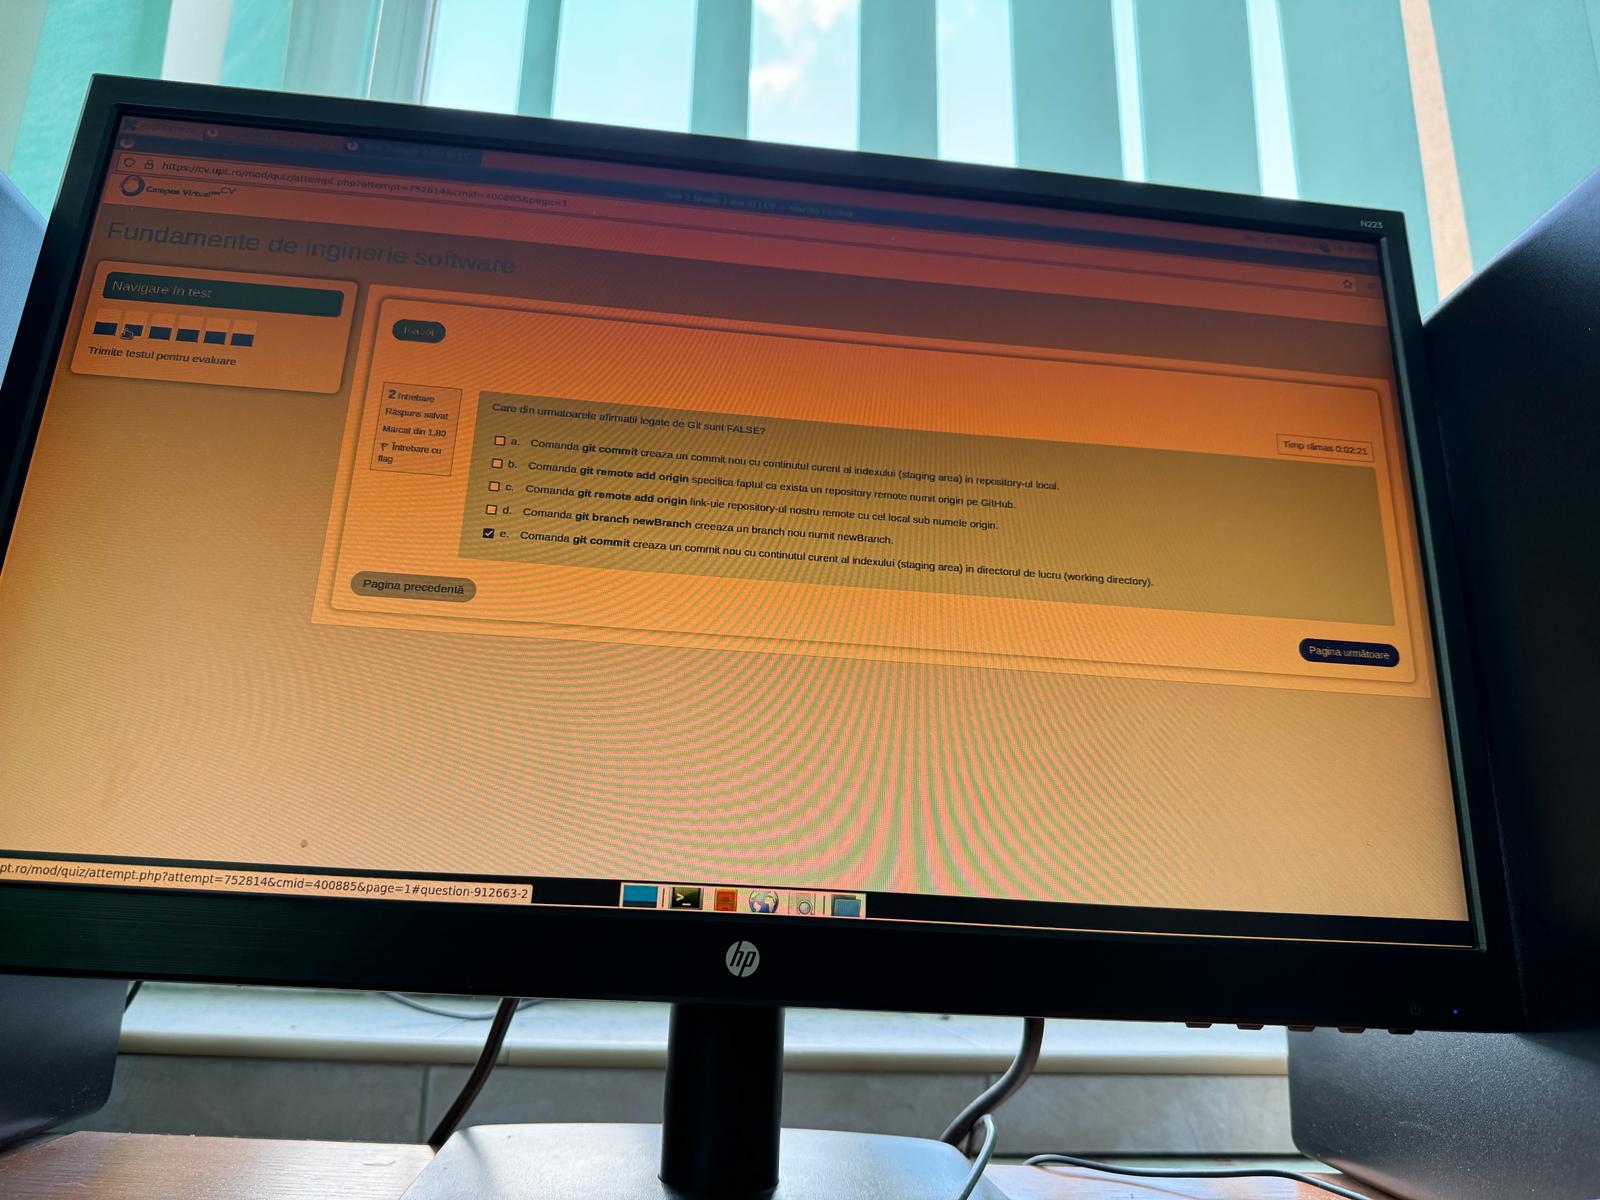 N223
https://cv.upt.ro/mod/quiz/attempt.php?attempt=752814&cmid=400885&page=1
Campus Virtual CV
Fundamente de inginerie software
Navigare în test
Trimite testul pentru evaluare
2 Întrebare
Răspuns salvat
Marcat din 1,80
Întrebare cu
flag
Timp rămas 0:02:21
Care din urmatoarele afirmatii legate de Git sunt FALSE?
a. Comanda git commit creaza un commit nou cu continutul curent al indexului (staging area) in repository-ul local.
b. Comanda git remote add origin specifica faptul ca exista un repository remote numit origin pe GitHub.
c. Comanda git remote add origin link-uie repository-ul nostru remote cu cel local sub numele origin.
d. Comanda git branch newBranch creeaza un branch nou numit newBranch.
e. Comanda git commit creaza un commit nou cu continutul curent al indexului (staging area) in directorul de lucru (working directory).
Pagina precedentă
Pagina următoare
pt.ro/mod/quiz/attempt.php?attempt=752814&cmid=400885&page=1#question-912663-2
hp